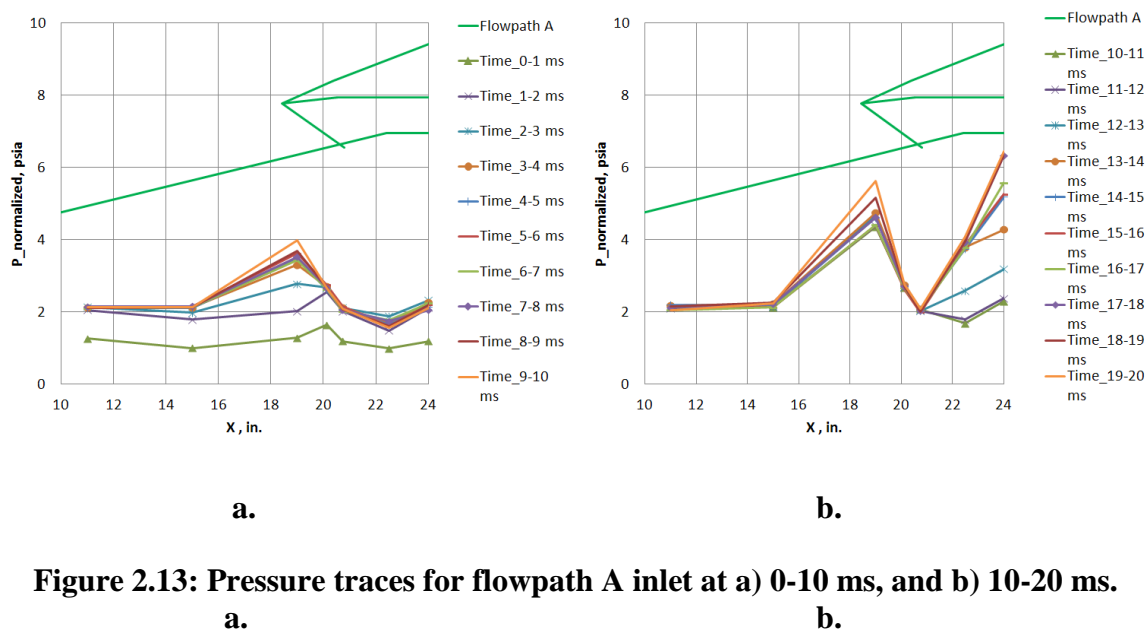 10
8
6
4
2
0
P_normalized, psia
10 12 14 16 18 20 22 24
X , in.
Flowpath A
Time_0-1 ms
Time_1-2 ms
Time_2-3 ms
Time_3-4 ms
Time_4-5 ms
Time_5-6 ms
Time_6-7 ms
Time_7-8 ms
Time_8-9 ms
Time_9-10
ms
10
8
6
4
2
0
P_normalized, psia
10 12 14 16 18 20 22 24
X , in.
Flowpath A
Time_10-11
ms
Time_11-12
ms
Time_12-13
ms
Time_13-14
ms
Time_14-15
ms
Time_15-16
ms
Time_16-17
ms
Time_17-18
ms
Time_18-19
ms
Time_19-20
ms
a. b.
Figure 2.13: Pressure traces for flowpath A inlet at a) 0-10 ms, and b) 10-20 ms.
a. b.